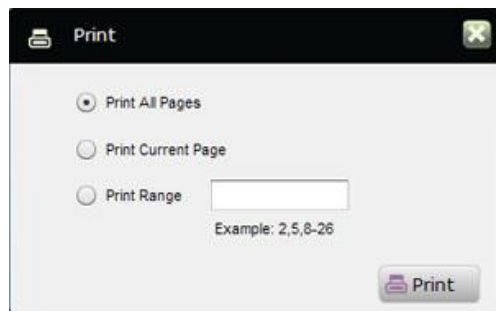 Print
Print All Pages
Print Current Page
Print Range
Example: 2,5,8-26
Print